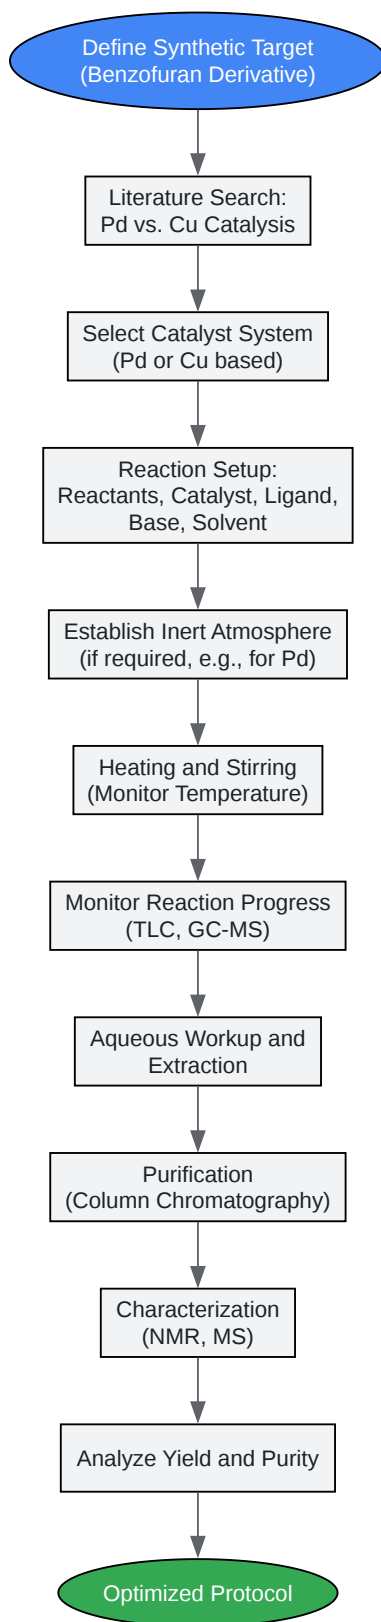 Define Synthetic Target
(Benzofuran Derivative)
Literature Search:
Pd vs. Cu Catalysis
Select Catalyst System
(Pd or Cu based)
Reaction Setup:
Reactants, Catalyst, Ligand,
Base, Solvent
Establish Inert Atmosphere
(if required, e.g., for Pd)
Heating and Stirring
(Monitor Temperature)
Monitor Reaction Progress
(TLC, GC-MS)
Aqueous Workup and
Extraction
Purification
(Column Chromatography)
Characterization
(NMR, MS)
Analyze Yield and Purity
Optimized Protocol